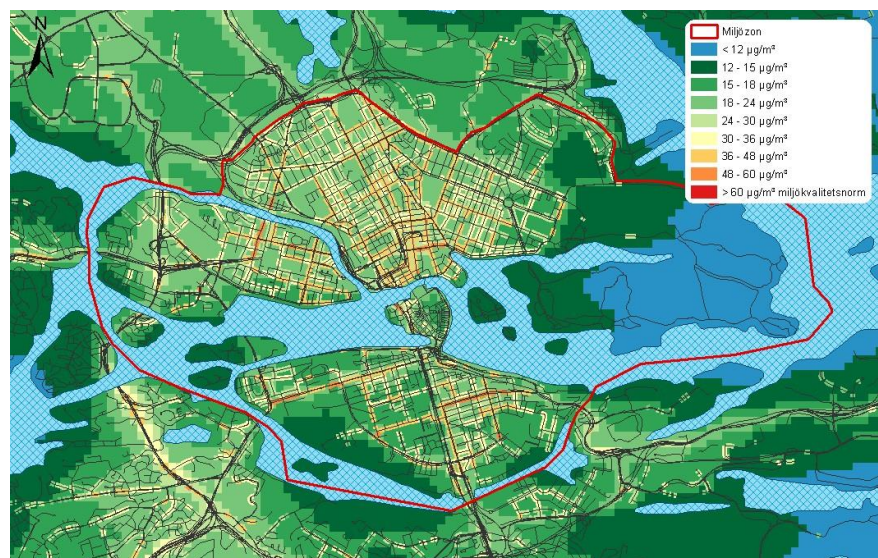 N
Miljözon
< 12 µg/m³
12 - 15 µg/m³
15 - 18 µg/m³
18 - 24 µg/m³
24 - 30 µg/m³
30 - 36 µg/m³
36 - 48 µg/m³
48 - 60 µg/m³
> 60 µg/m³ miljökvalitetsnorm